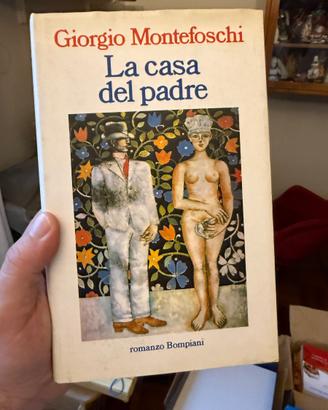 Giorgio Montefoschi
La casa
del padre
romanzo Bompiani